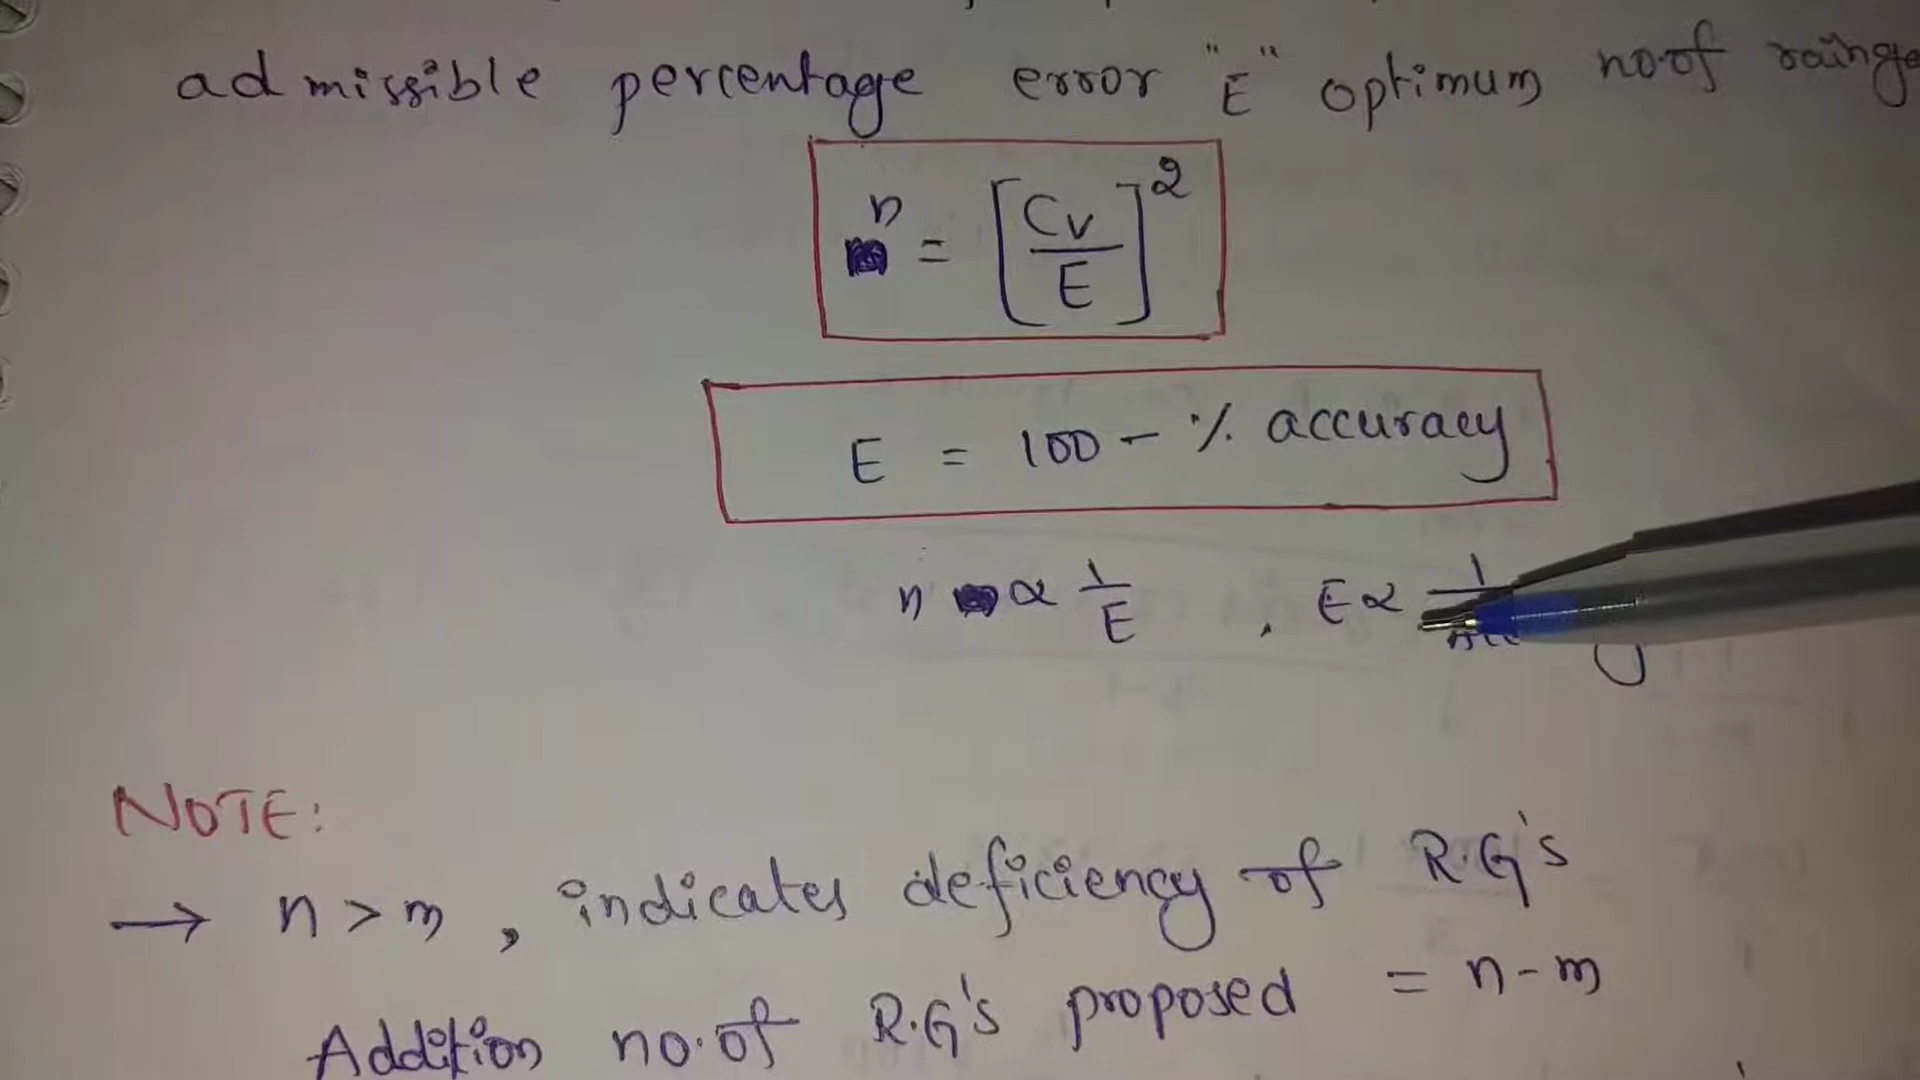 admissible percentage error "E" optimum no.of
n = [Cv/E]²
E = 100 - % accuracy
n ∝ 1/E , E ∝ 1/
NOTE:
→ n > m , indicates deficiency of R.G's
Addition no.of R.G's proposed = n - m